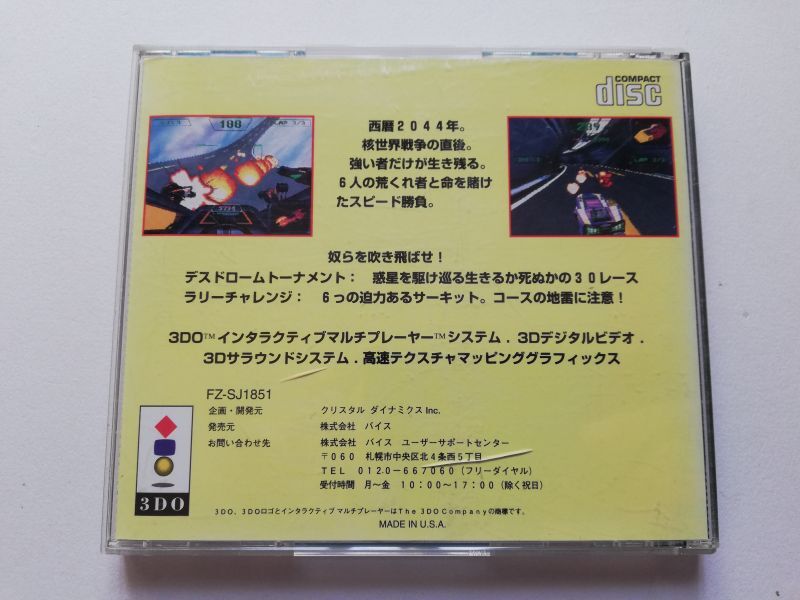 COMPACT
disc
西暦2044年。
核世界戦争の直後。
強い者だけが生き残る。
6人の荒くれ者と命を賭け
たスピード勝負。
188
奴らを吹き飛ばせ!
デスドロームトーナメント: 惑星を駆け巡る生きるか死ぬかの30レース
ラリーチャレンジ: 6つの迫力あるサーキット。コースの地雷に注意!
3DO™インタラクティブマルチプレーヤー™システム.3Dデジタルビデオ.
3Dサラウンドシステム.高速テクスチャマッピンググラフィックス
FZ-SJ1851
企画・開発元 クリスタル ダイナミクス Inc.
発売元 株式会社 バイス
お問い合わせ先 株式会社 バイス ユーザーサポートセンター
〒060 札幌市中央区北4条西5丁目
TEL 0120-667060(フリーダイヤル)
受付時間 月~金 10:00~17:00(除く祝日)
3DO
3DO、3DOロゴとインタラクティブ マルチプレーヤーはThe 3DO Companyの商標です。
MADE IN U.S.A.